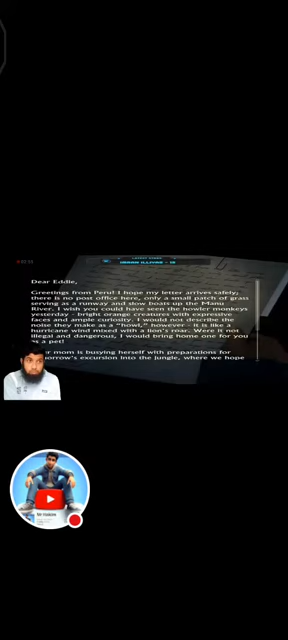 IMRAN ILLIYAS - 18
Dear Eddie,
Greetings from Peru! I hope my letter arrives safely;
there is no post office here, only a small patch of grass
serving as a runway and slow boats up the Manu
River. I wish you could have seen the howler monkeys
yesterday - bright orange creatures with expressive
faces and ample curiosity. I would not describe the
noise they make as a "howl," however - it is like a
hurricane wind mixed with a lion's roar. Were it not
illegal and dangerous, I would bring home one for you
as a pet!
mom is busying herself with preparations for
excursion into the jungle, where we hope